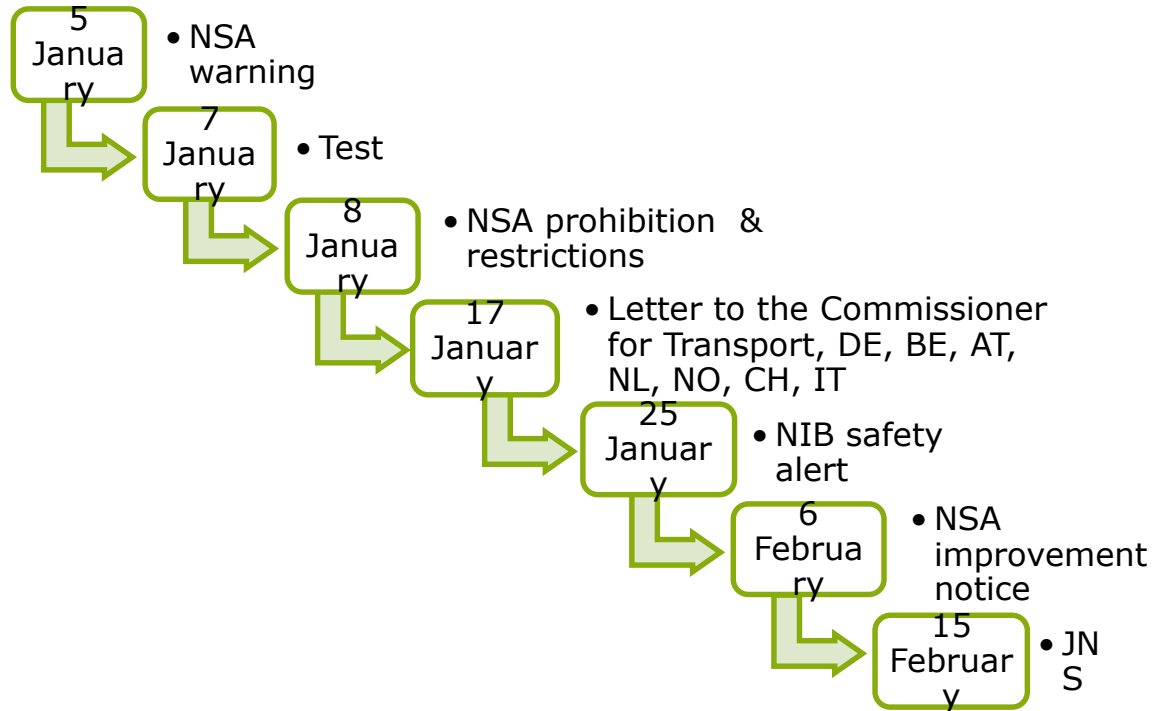 5
Janua
ry
• NSA
warning
7
Janua
ry
• Test
8
Janua
ry
• NSA prohibition &
restrictions
17
Januar
y
• Letter to the Commissioner
for Transport, DE, BE, AT,
NL, NO, CH, IT
25
Januar
y
• NIB safety
alert
6
Februa
ry
• NSA
improvement
notice
15
Februar
y
• JN
S